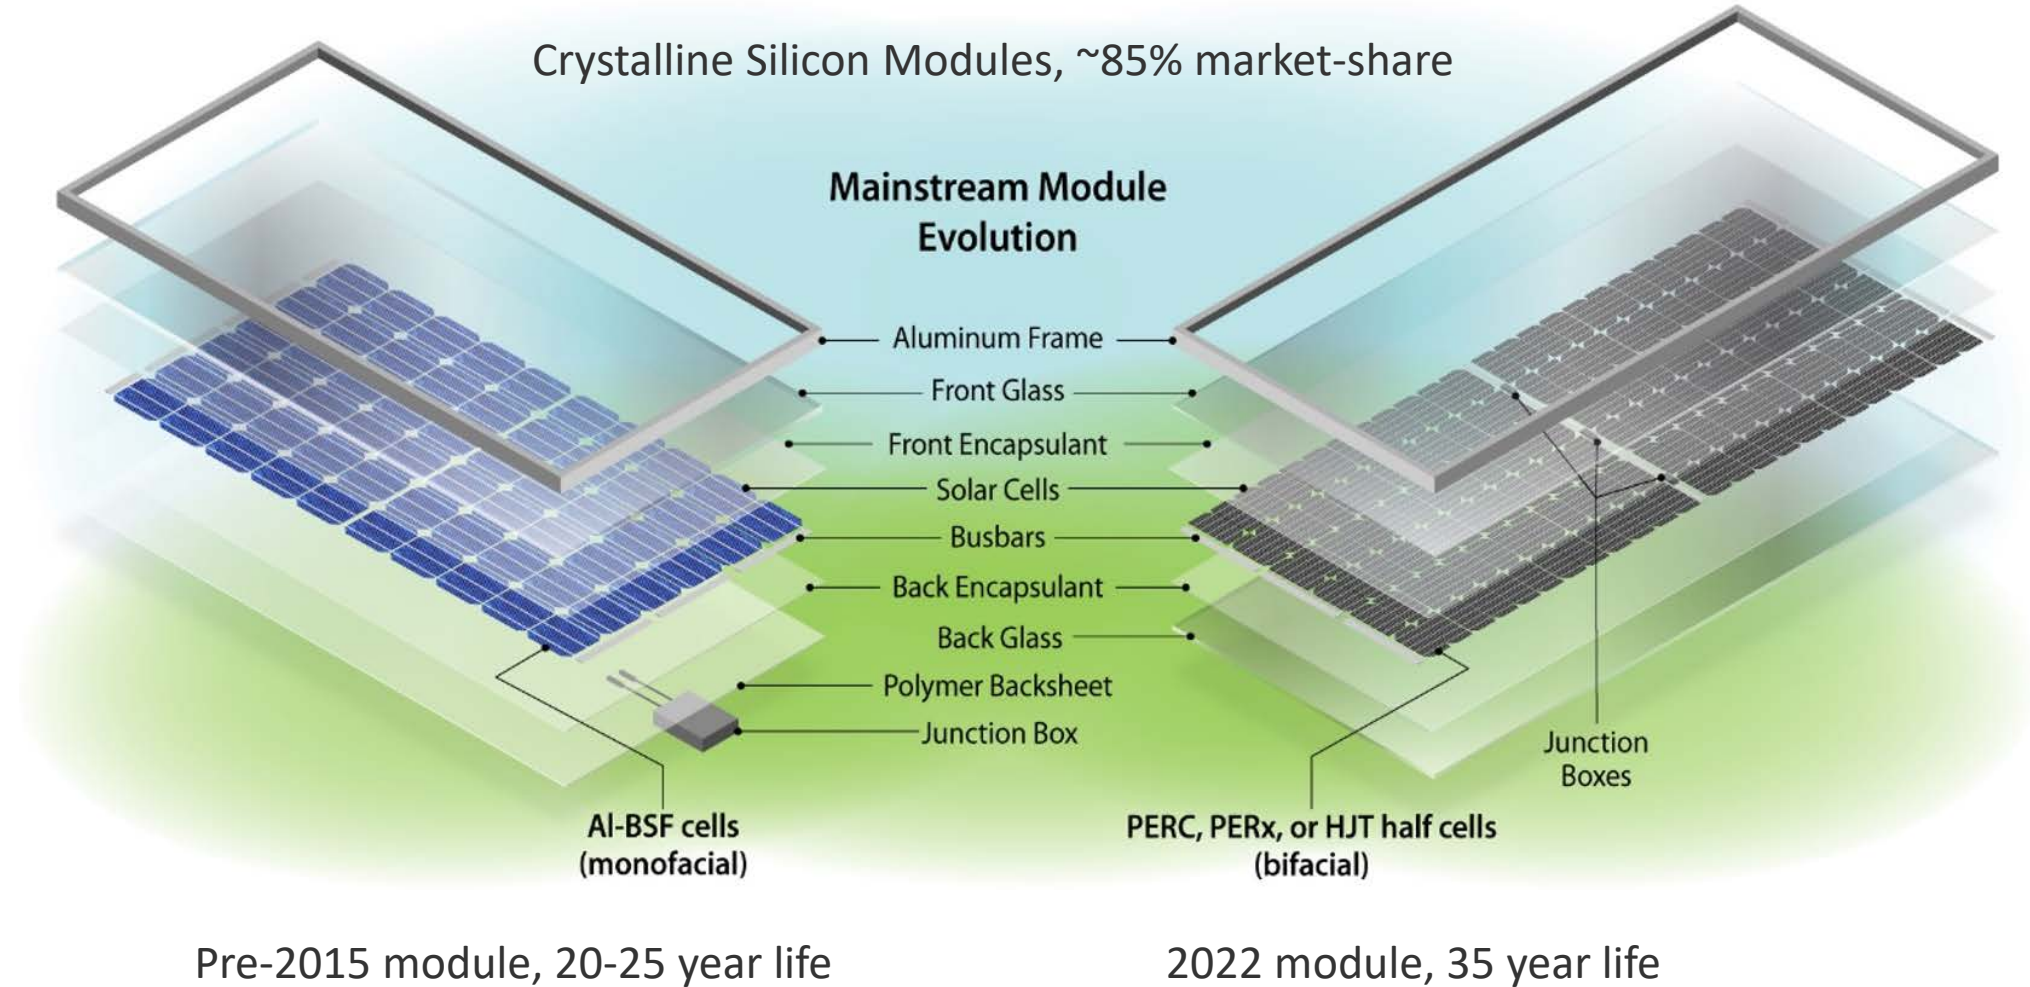 Crystalline Silicon Modules, ~85% market-share
Mainstream Module
Evolution
Aluminum Frame
Front Glass
Front Encapsulant
Solar Cells
Busbars
Back Encapsulant
Back Glass
Polymer Backsheet
Junction Box
Junction
Boxes
Al-BSF cells
(monofacial)
PERC, PERx, or HJT half cells
(bifacial)
Pre-2015 module, 20-25 year life
2022 module, 35 year life